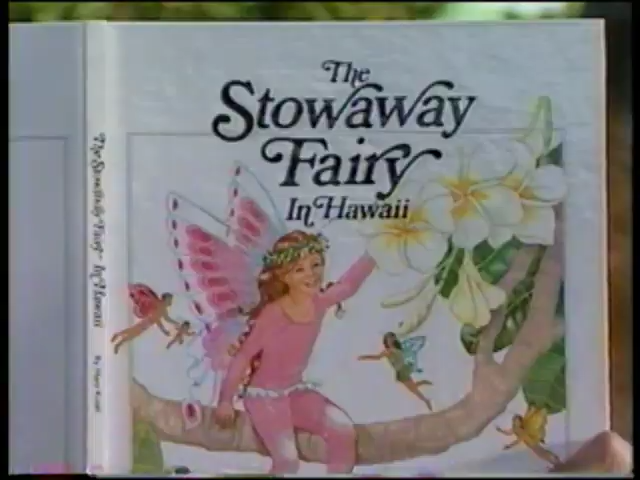 The
Stowaway
Fairy
In Hawaii
The Stowaway Fairy In Hawaii